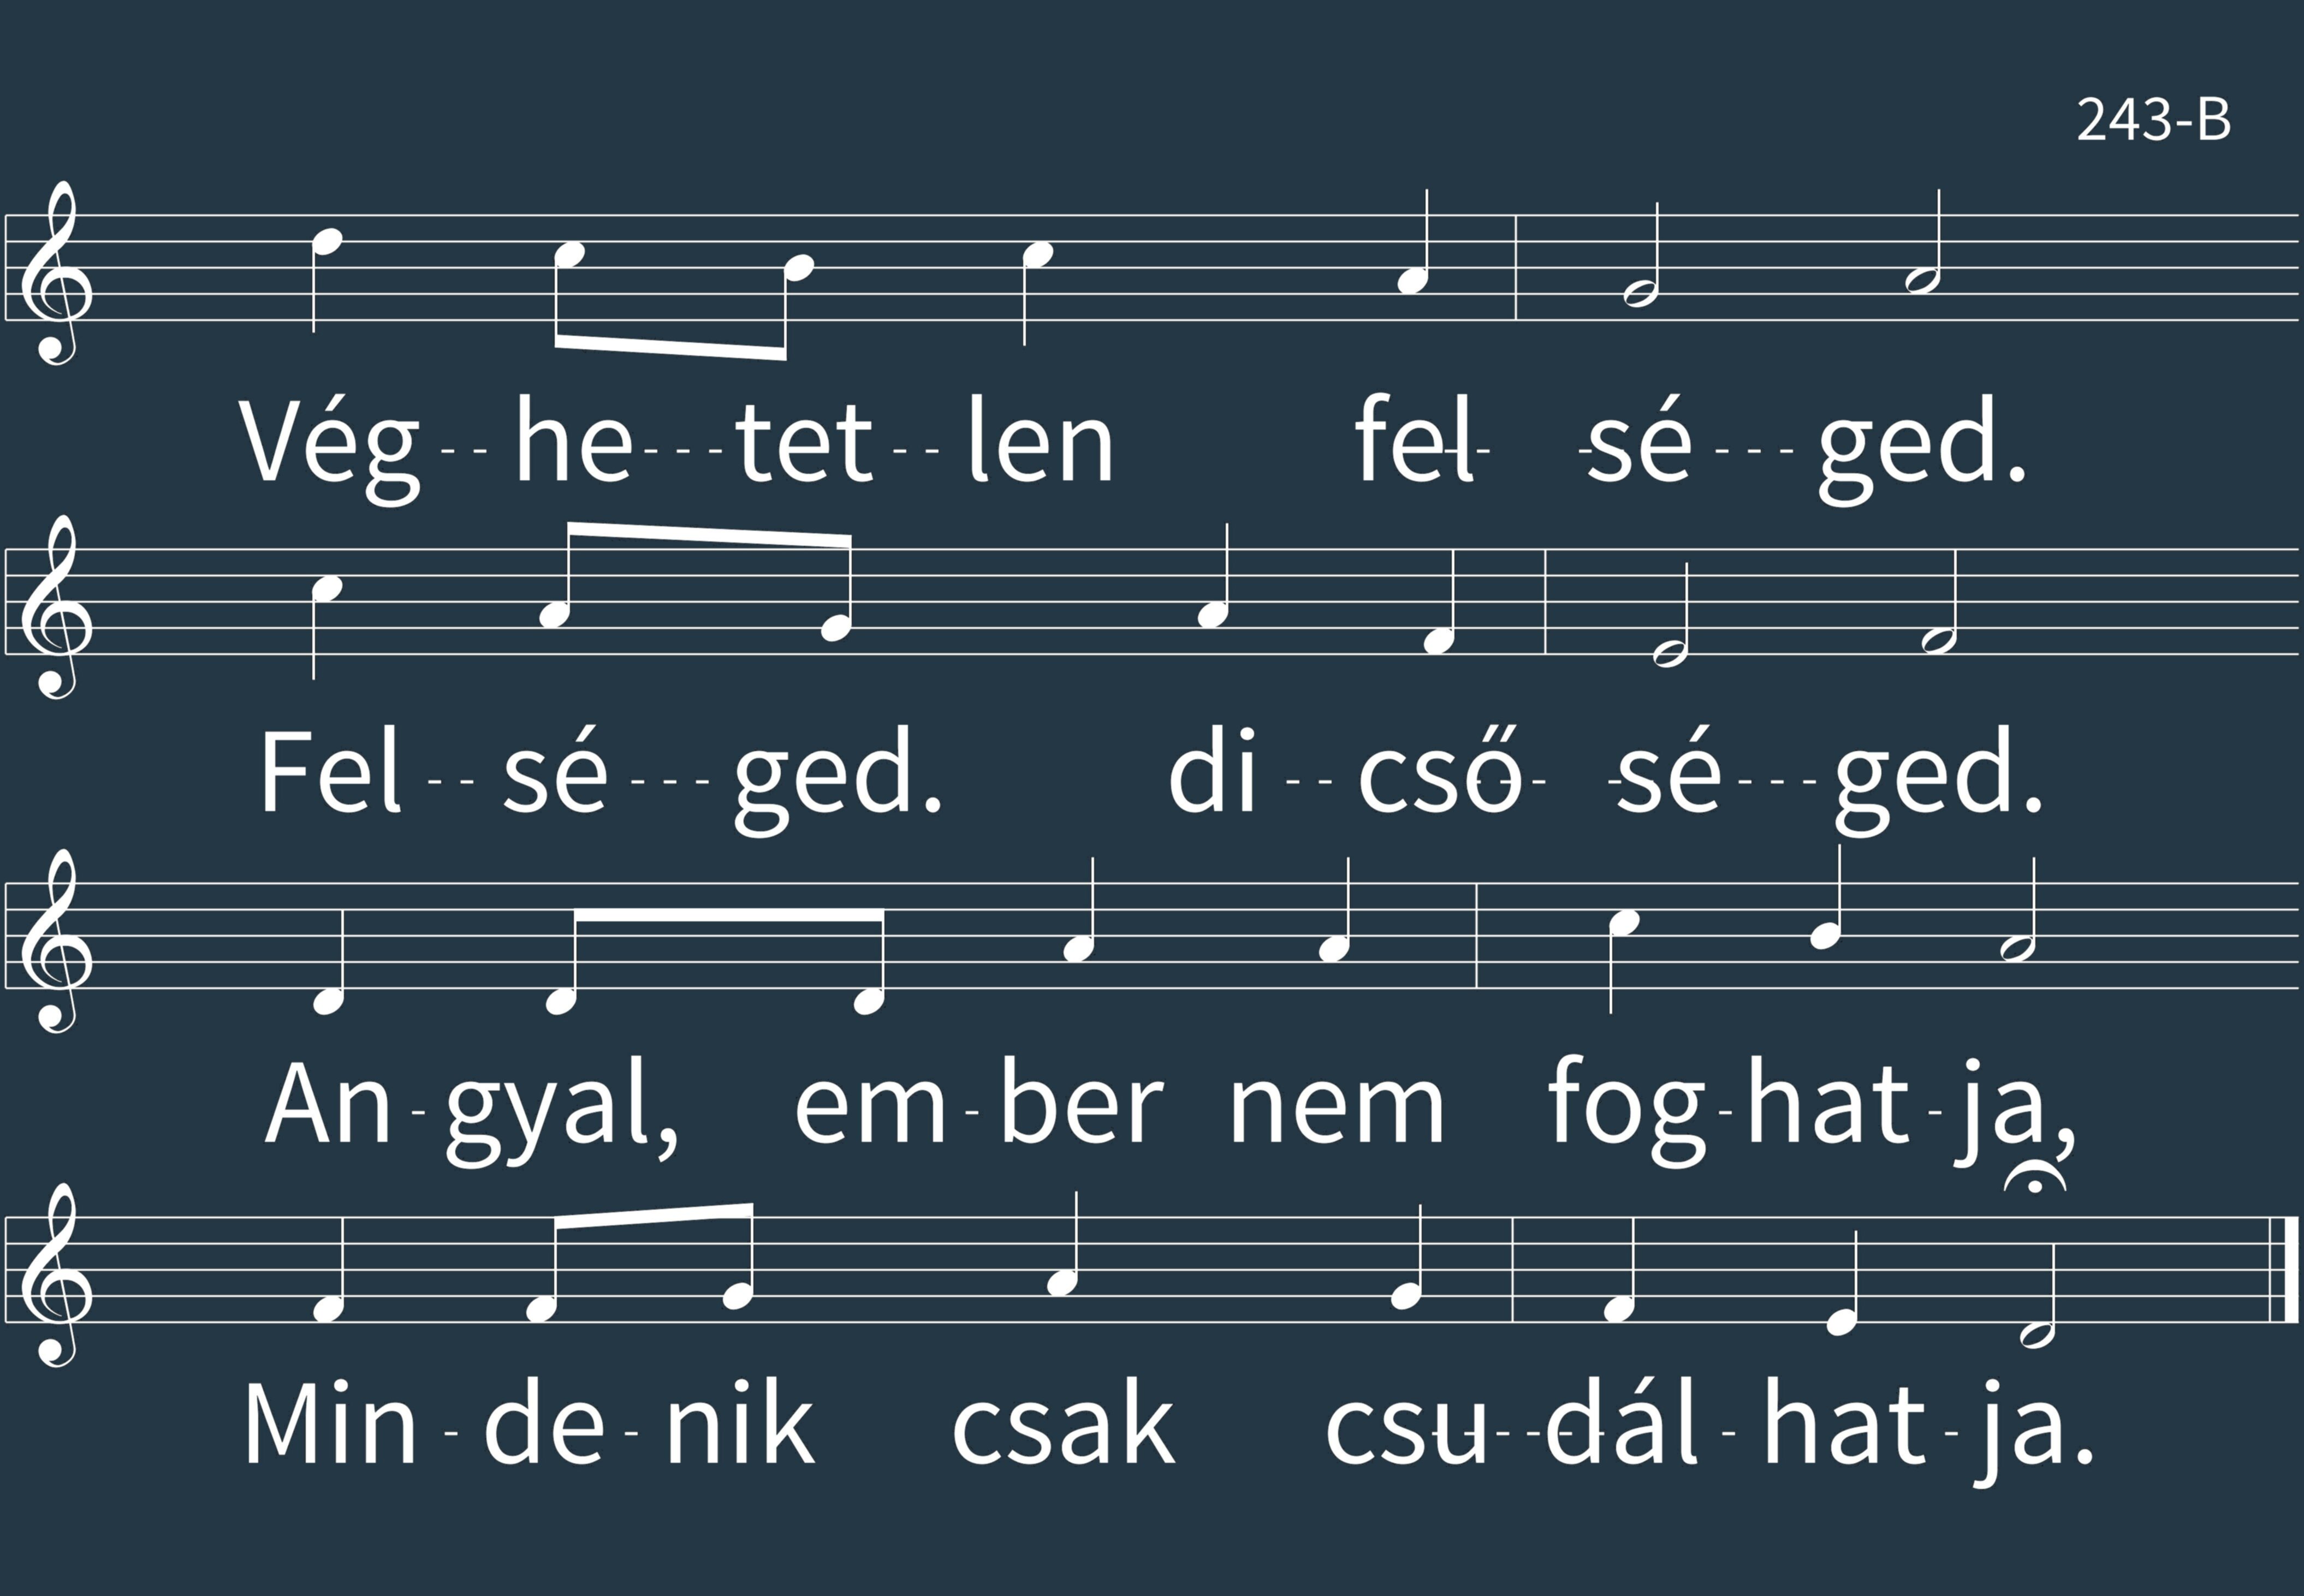 243-B
Vég-- he---tet--len fel- -sé---ged.
Fel--sé---ged. di--cső- -sé---ged.
An-gyal, em-ber nem fog-hat-ja,
Min-de-nik csak csu--dál-hat-ja.